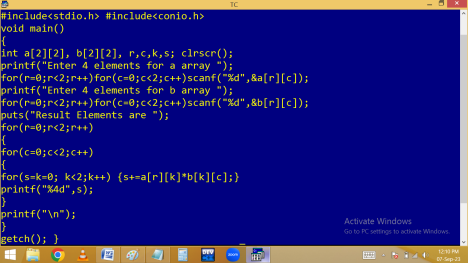 TC
#include<stdio.h> #include<conio.h>
void main()
{
int a[2][2], b[2][2], r,c,k,s; clrscr();
printf("Enter 4 elements for a array ");
for(r=0;r<2;r++)for(c=0;c<2;c++)scanf("%d",&a[r][c]);
printf("Enter 4 elements for b array ");
for(r=0;r<2;r++)for(c=0;c<2;c++)scanf("%d",&b[r][c]);
puts("Result Elements are ");
for(r=0;r<2;r++)
{
for(c=0;c<2;c++)
{
for(s=k=0; k<2;k++) {s+=a[r][k]*b[k][c];}
printf("%4d",s);
}
printf("\n");
}
getch(); }
Activate Windows
Go to PC settings to activate Windows.
12:10 PM
07-Sep-23